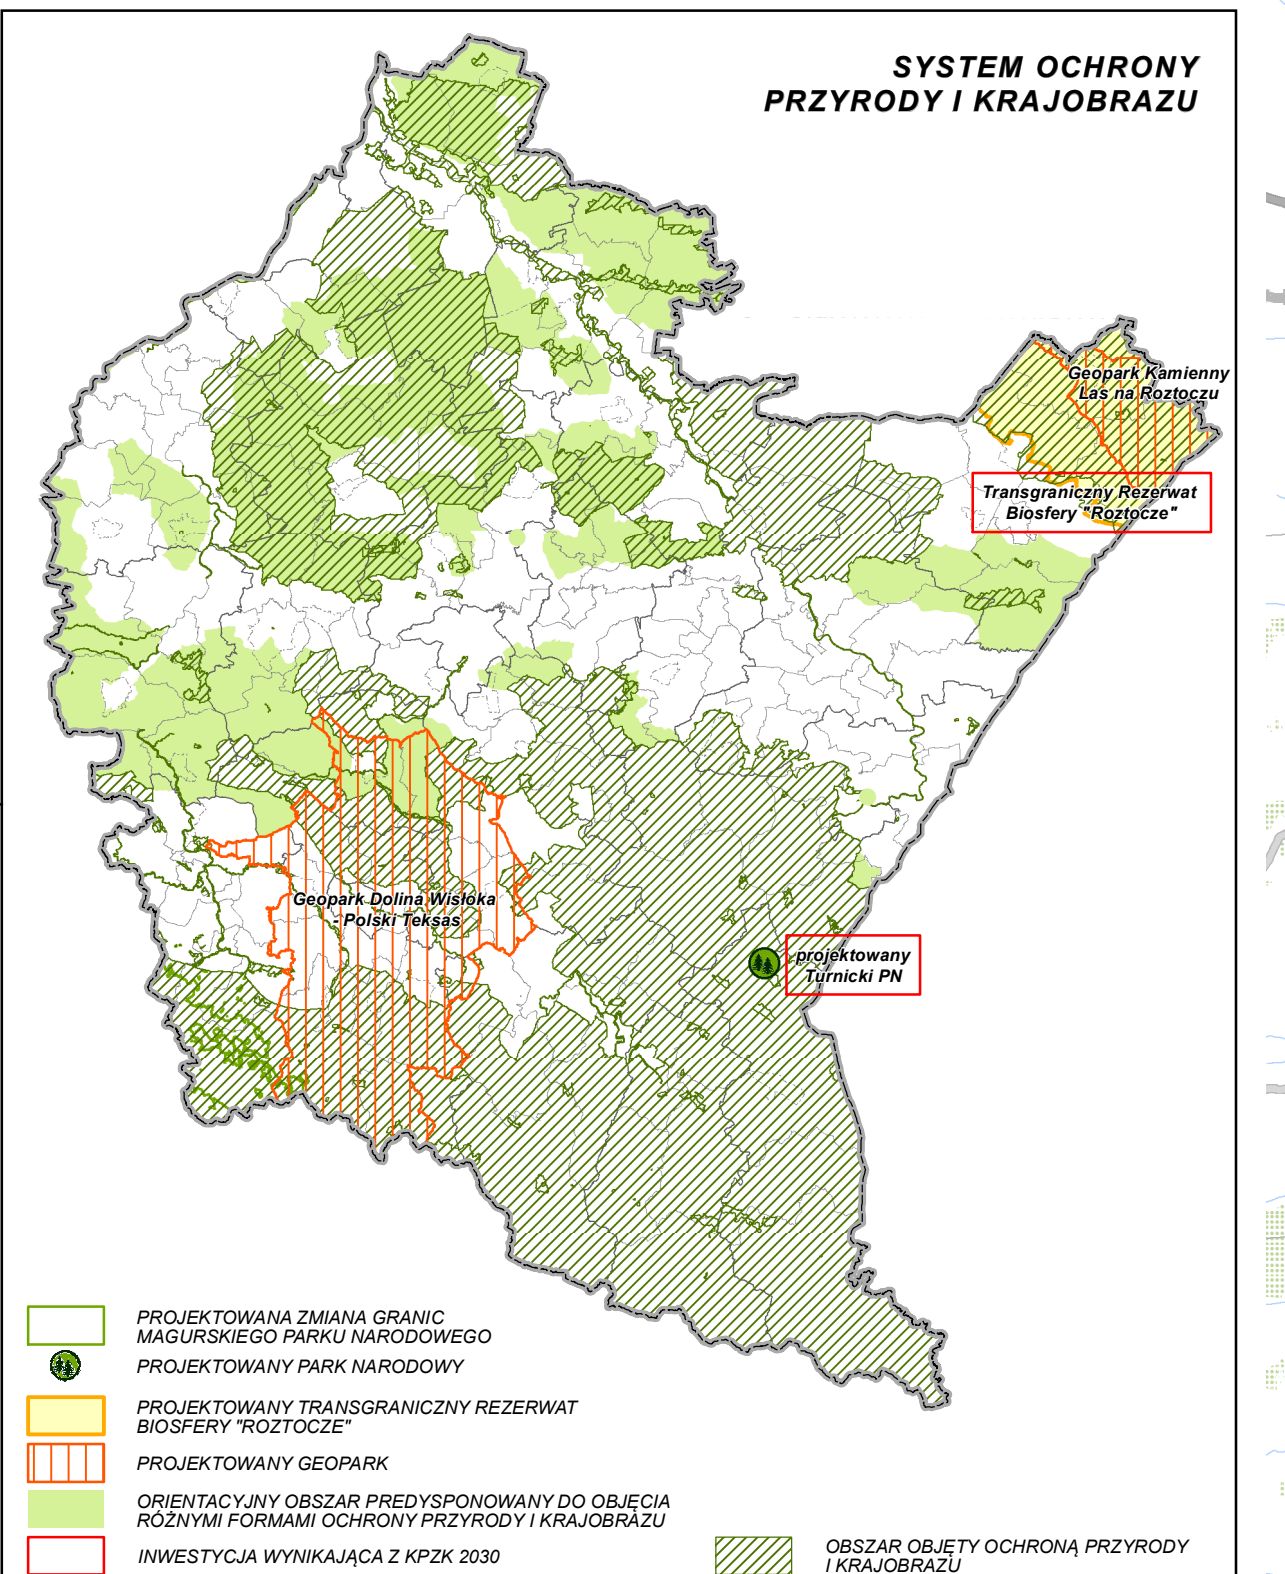 SYSTEM OCHRONY
PRZYRODY I KRAJOBRAZU
Geopark Kamienny
Las na Roztoczu
Transgraniczny Rezerwat
Biosfery "Roztocze"
Geopark Dolina Wisłoka
- Polski Teksas
projektowany
Turnicki PN
PROJEKTOWANA ZMIANA GRANIC
MAGURSKIEGO PARKU NARODOWEGO
PROJEKTOWANY PARK NARODOWY
PROJEKTOWANY TRANSGRANICZNY REZERWAT
BIOSFERY "ROZTOCZE"
PROJEKTOWANY GEOPARK
ORIENTACYJNY OBSZAR PREDYSPONOWANY DO OBJĘCIA
RÓŻNYMI FORMAMI OCHRONY PRZYRODY I KRAJOBRAZU
INWESTYCJA WYNIKAJĄCA Z KPZK 2030
OBSZAR OBJĘTY OCHRONĄ PRZYRODY
I KRAJOBRAZU